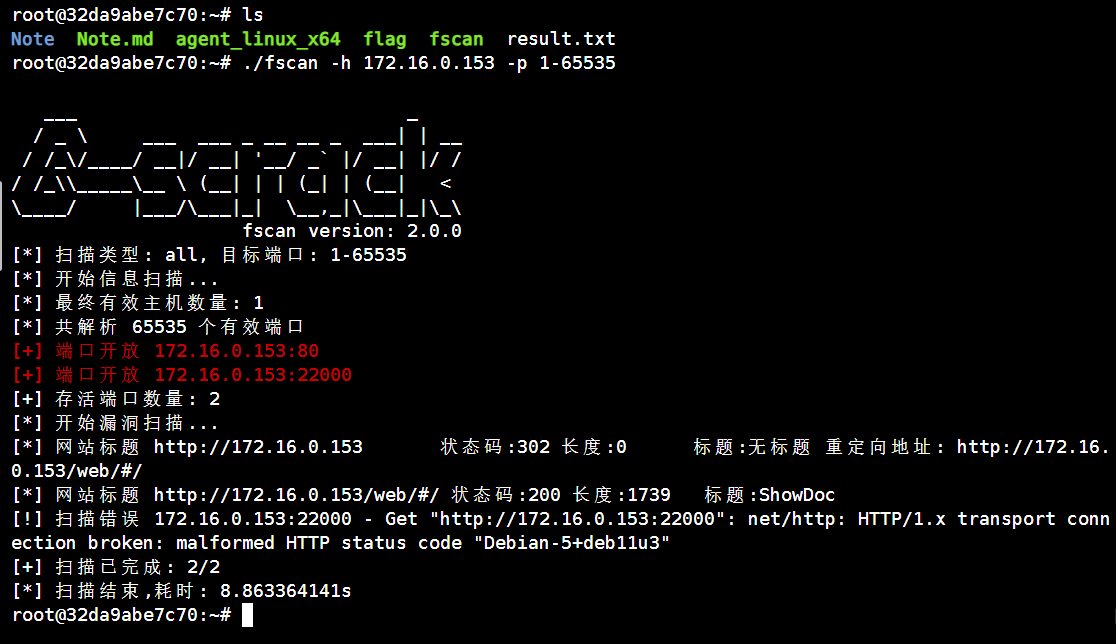 root@32da9abe7c70:~# ls
Note  Note.md  agent_linux_x64  flag  fscan  result.txt
root@32da9abe7c70:~# ./fscan -h 172.16.0.153 -p 1-65535
   ___                              _
  / _ \     ___  ___ _ __ __ _  ___| | __
 / /_\/____/ __|/ __| '__/ _` |/ __| |/ /
/ /_\\_____\__ \ (__| | | (_| | (__|   <
\____/     |___/\___|_|  \__,_|\___|_|\_\
                     fscan version: 2.0.0
[*] 扫描类型: all, 目标端口: 1-65535
[*] 开始信息扫描...
[*] 最终有效主机数量: 1
[*] 共解析 65535 个有效端口
[+] 端口开放 172.16.0.153:80
[+] 端口开放 172.16.0.153:22000
[+] 存活端口数量: 2
[*] 开始漏洞扫描...
[*] 网站标题 http://172.16.0.153       状态码:302 长度:0      标题:无标题 重定向地址: http://172.16.
0.153/web/#/
[*] 网站标题 http://172.16.0.153/web/#/ 状态码:200 长度:1739   标题:ShowDoc
[!] 扫描错误 172.16.0.153:22000 - Get "http://172.16.0.153:22000": net/http: HTTP/1.x transport conn
ection broken: malformed HTTP status code "Debian-5+deb11u3"
[+] 扫描已完成: 2/2
[*] 扫描结束,耗时: 8.863364141s
root@32da9abe7c70:~#